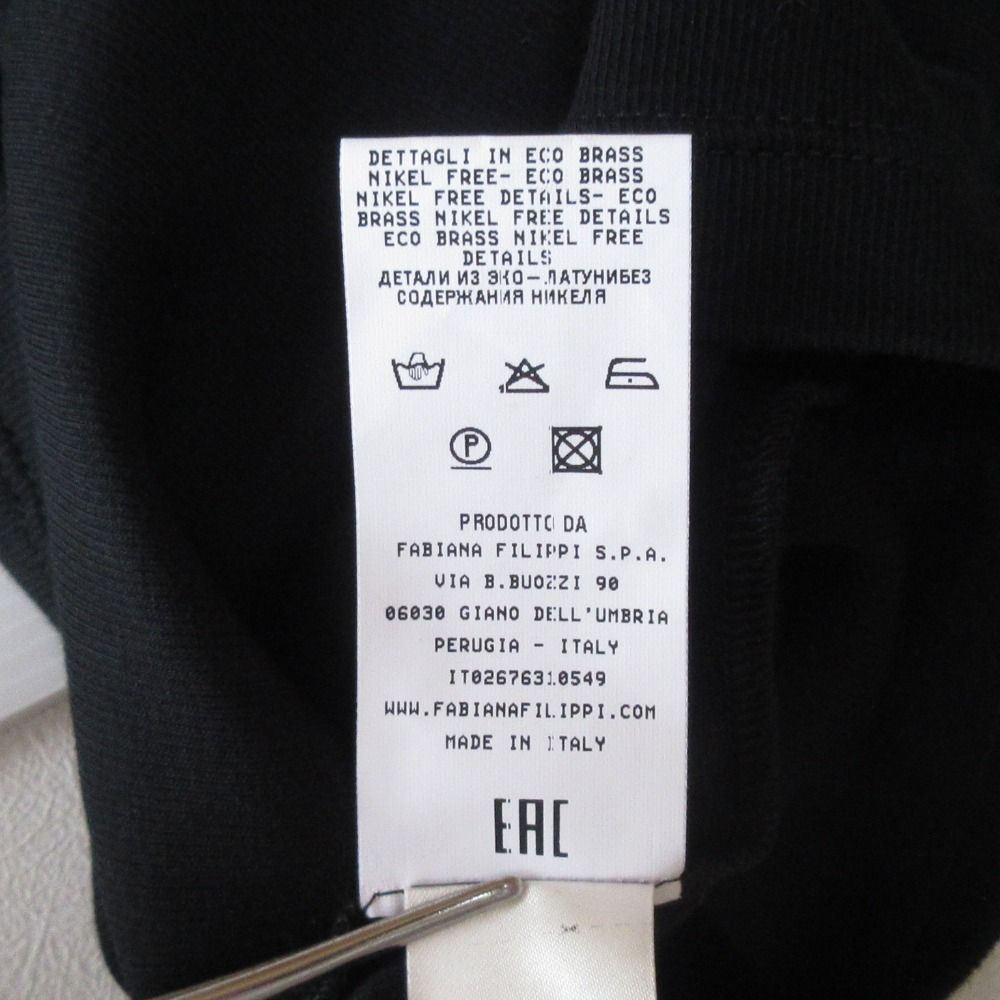 DETTAGLI IN ECO BRASS
NIKEL FREE- ECO BRASS
NIKEL FREE DETAILS- ECO
BRASS NIKEL FREE DETAILS
ECO BRASS NIKEL FREE
DETAILS
ДЕТАЛИ ИЗ ЭКО-ЛАТУНИБЕЗ
СОДЕРЖАНИЯ НИКЕЛЯ
P
PRODOTTO DA
FABIANA FILIPPI S.P.A.
VIA B.BUOZZI 90
06030 GIANO DELL'UMBRIA
PERUGIA - ITALY
IT02676310549
WWW.FABIANAFILIPPI.COM
MADE IN ITALY
EAC